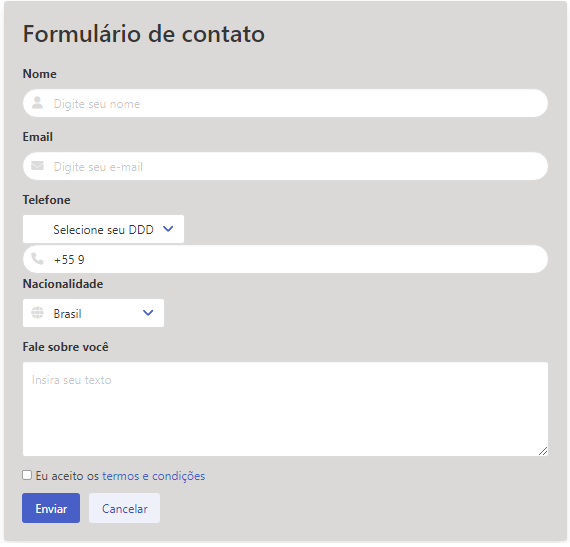 Formulário de contato
Nome
Digite seu nome
Email
Digite seu e-mail
Telefone
Selecione seu DDD
+55 9
Nacionalidade
Brasil
Fale sobre você
Insira seu texto
Eu aceito os termos e condições
Enviar Cancelar